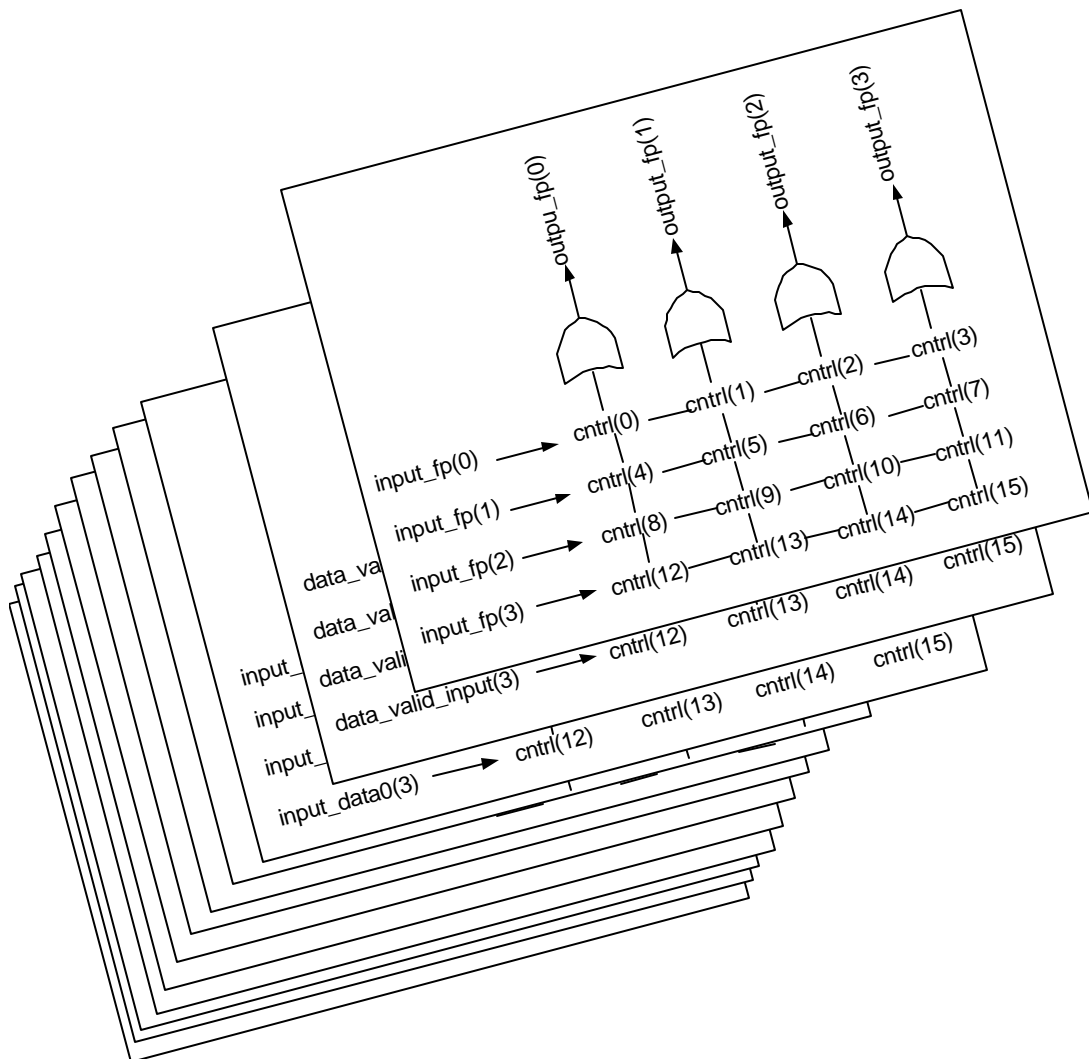 outpu_fp(0) output_fp(1) output_fp(2) output_fp(3)
input_fp(0) cntrl(0) cntrl(1) cntrl(2) cntrl(3)
input_fp(1) cntrl(4) cntrl(5) cntrl(6) cntrl(7)
input_fp(2) cntrl(8) cntrl(9) cntrl(10) cntrl(11)
input_fp(3) cntrl(12) cntrl(13) cntrl(14) cntrl(15)
data_va
data_val
data_vali
data_valid_input(3) cntrl(12) cntrl(13) cntrl(14) cntrl(15)
input_
input_
input_
input_data0(3) cntrl(12) cntrl(13) cntrl(14) cntrl(15)